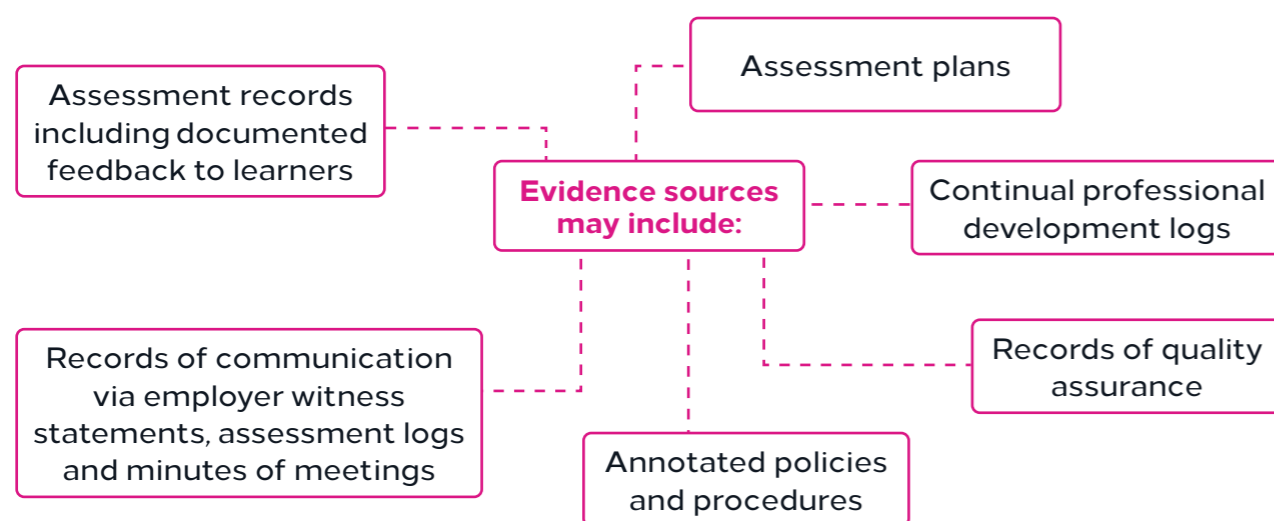 Assessment plans
Assessment records
including documented
feedback to learners
Evidence sources
may include:
Continual professional
development logs
Records of quality
assurance
Records of communication
via employer witness
statements, assessment logs
and minutes of meetings
Annotated policies
and procedures